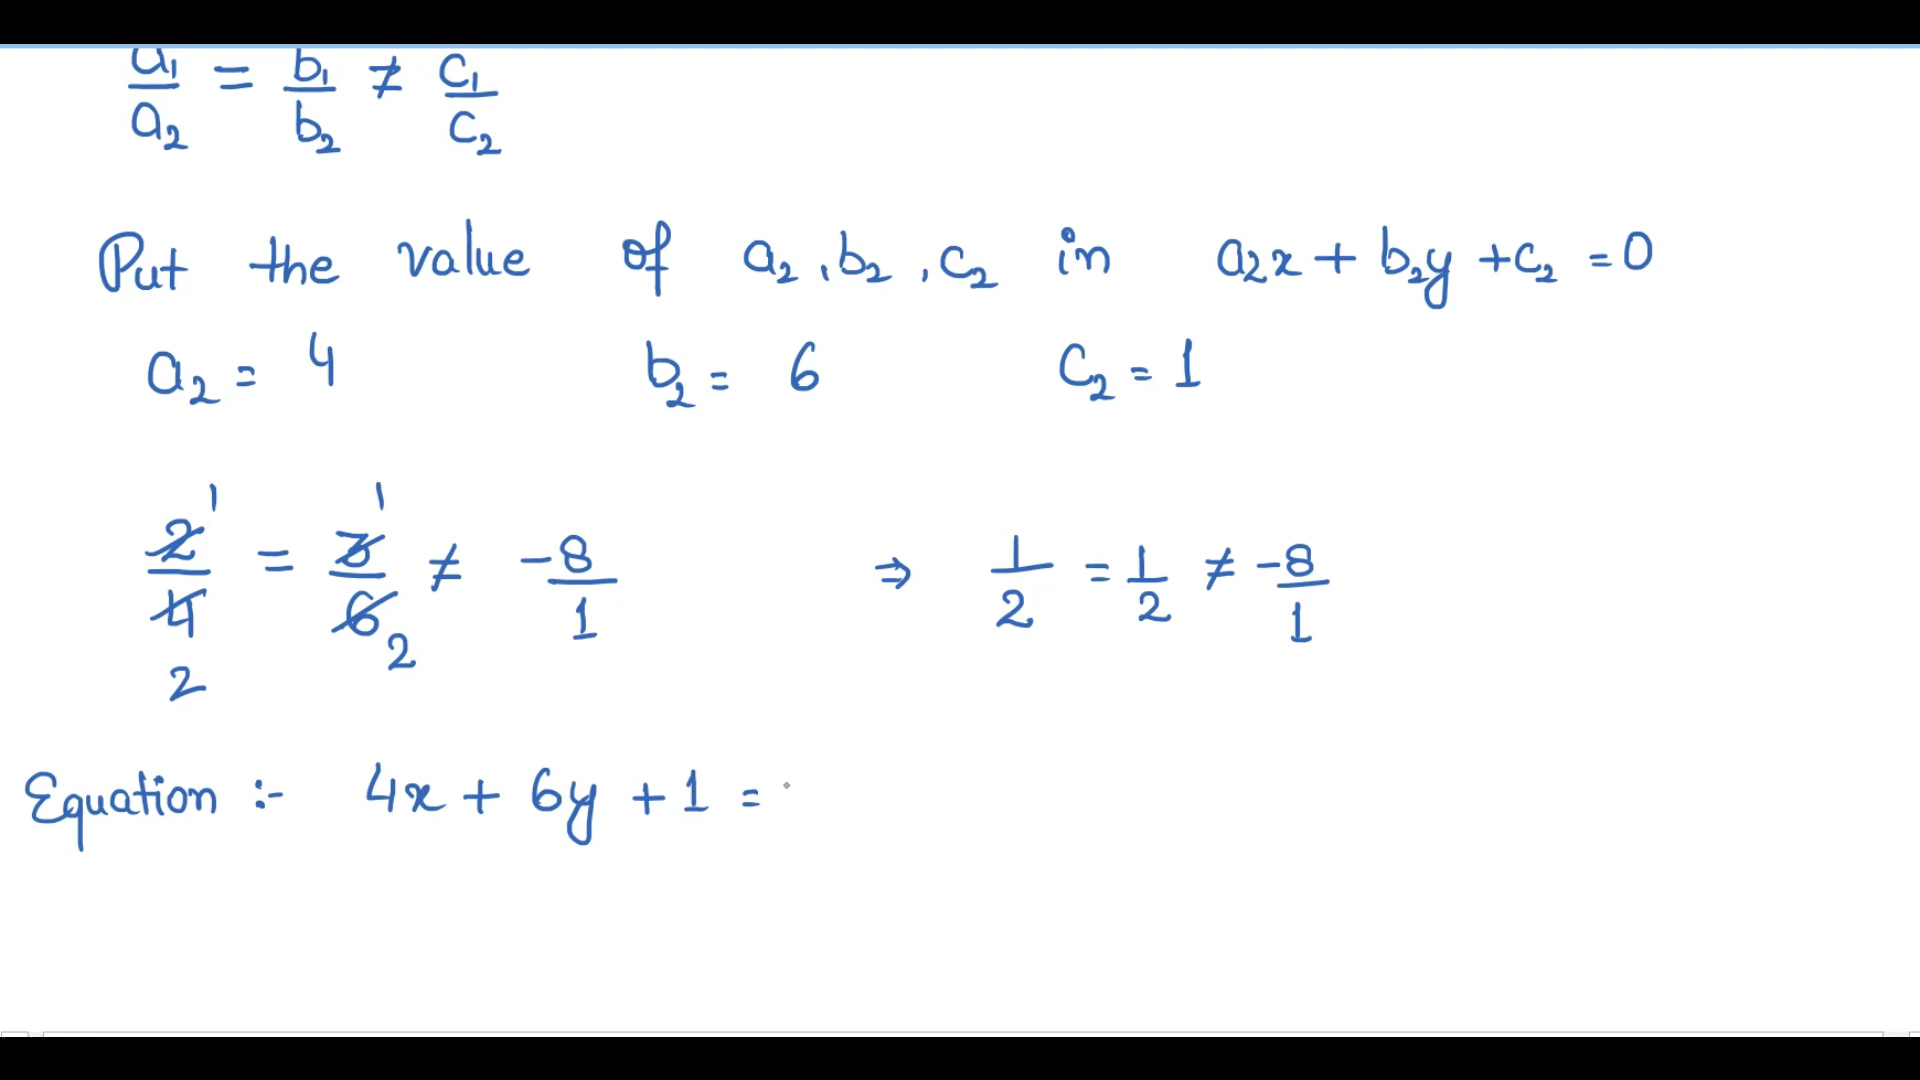 a₁/a₂ = b₁/b₂ ≠ c₁/c₂
Put the value of a₂, b₂, c₂ in a₂x + b₂y + c₂ = 0
a₂ = 4 b₂ = 6 C₂ = 1
2/4 1 2 = 3/6 1 2 ≠ -8/1 ⇒ 1/2 = 1/2 ≠ -8/1
Equation :- 4x + 6y + 1 =